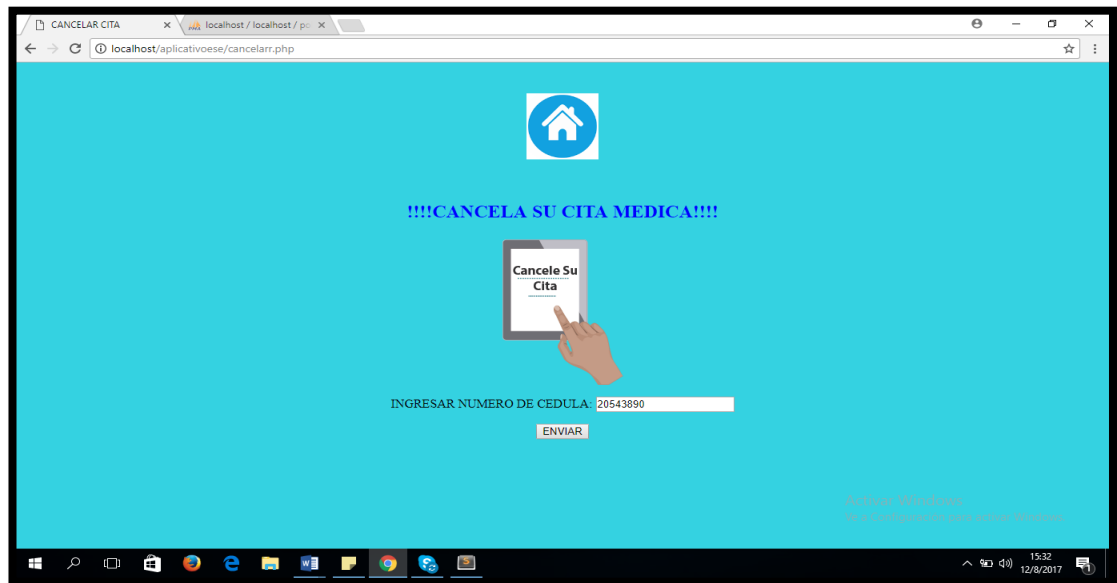 CANCELAR CITA
localhost / localhost / po
localhost/aplicativoese/cancelarr.php
!!!!CANCELA SU CITA MEDICA!!!!
Cancele Su
Cita
INGRESAR NUMERO DE CEDULA: 20543890
ENVIAR
Activar Windows
15:32
12/8/2017